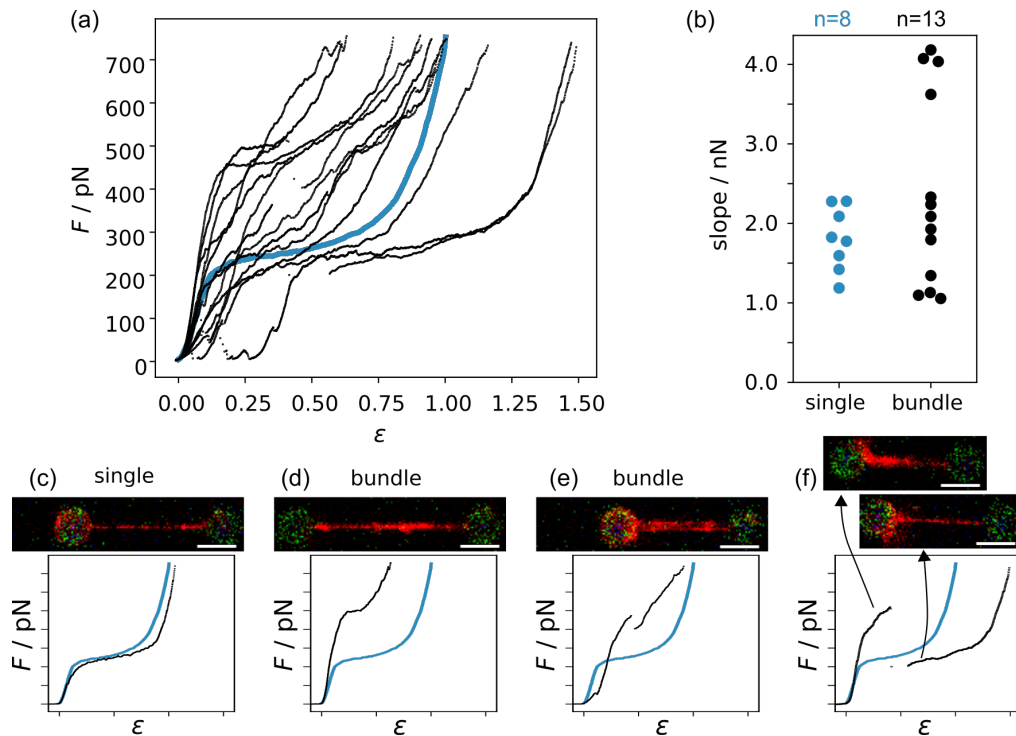 (a)
700
600
500
400
300
200
100
0
F / pN
0.00 0.25 0.50 0.75 1.00 1.25 1.50
ε
(b)
n=8 n=13
4.0
3.0
2.0
1.0
0.0
slope / nN
single bundle
(c) single
F / pN
ε
(d) bundle
F / pN
ε
(e) bundle
F / pN
ε
(f)
F / pN
ε